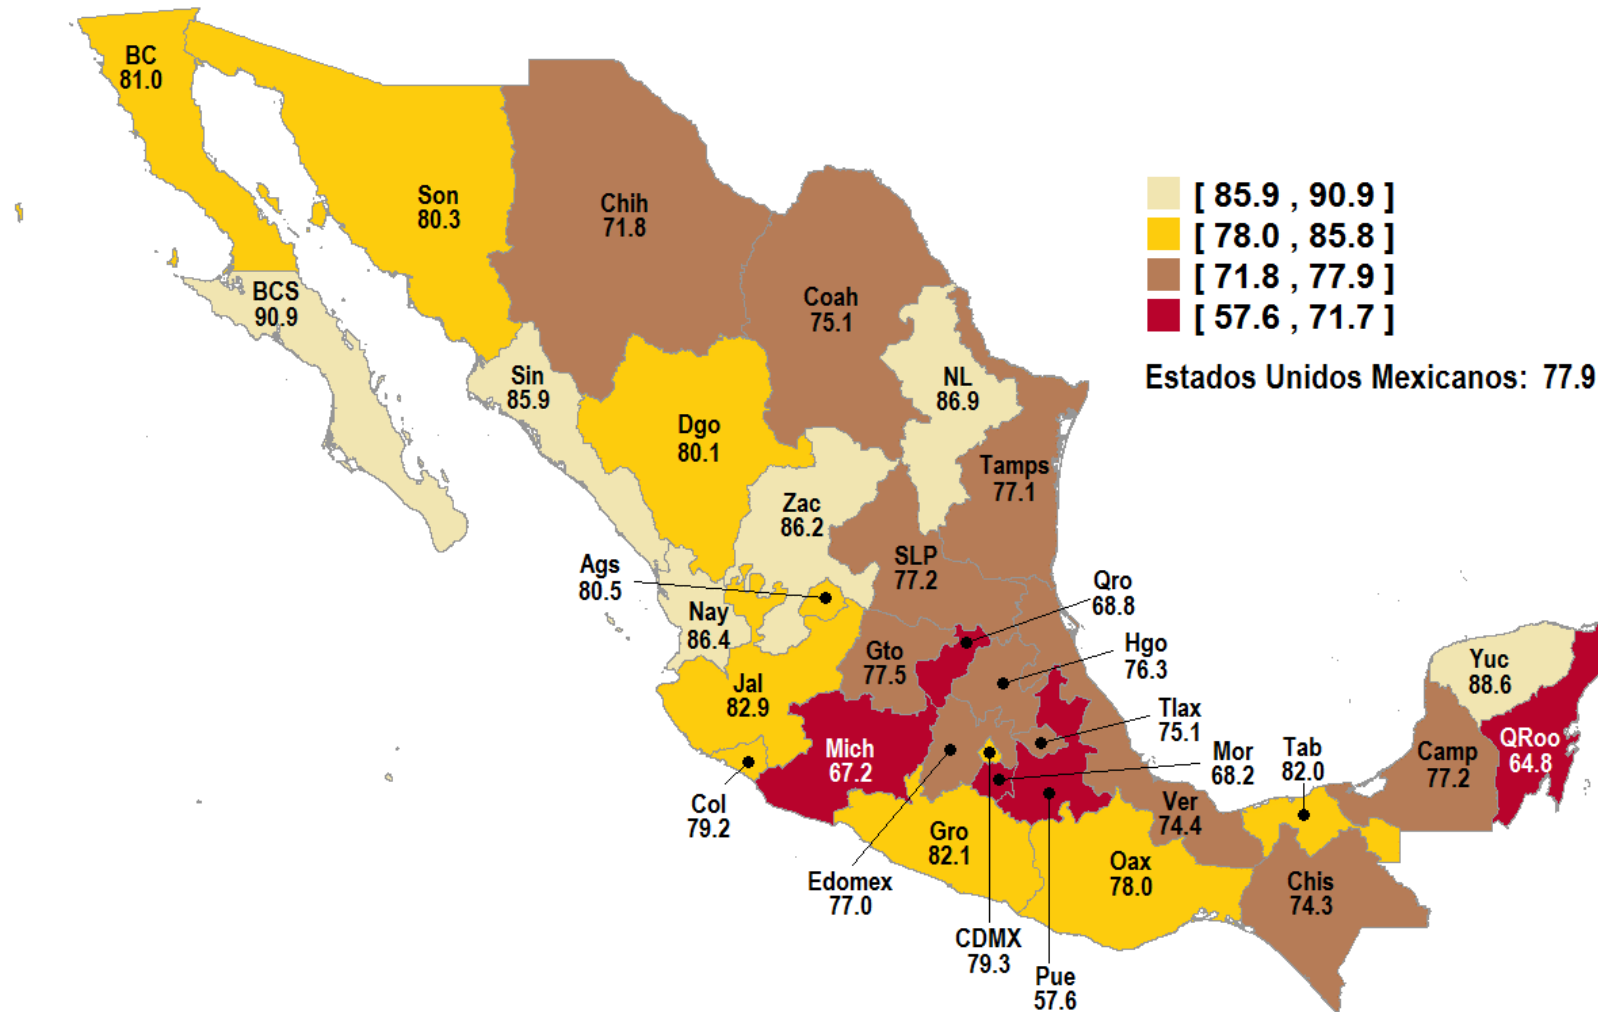 BC
81.0
Son
80.3
Chih
71.8
[ 85.9 , 90.9 ]
[ 78.0 , 85.8 ]
[ 71.8 , 77.9 ]
[ 57.6 , 71.7 ]
Estados Unidos Mexicanos: 77.9
BCS
90.9
Coah
75.1
Sin
85.9
NL
86.9
Dgo
80.1
Tamps
77.1
Zac
86.2
SLP
77.2
Ags
80.5
Qro
68.8
Nay
86.4
Gto
77.5
Hgo
76.3
Yuc
88.6
Jal
82.9
Tlax
75.1
Mich
67.2
Mor
68.2
Tab
82.0
Camp
77.2
QRoo
64.8
Col
79.2
Ver
74.4
Gro
82.1
Oax
78.0
Edomex
77.0
Chis
74.3
CDMX
79.3
Pue
57.6